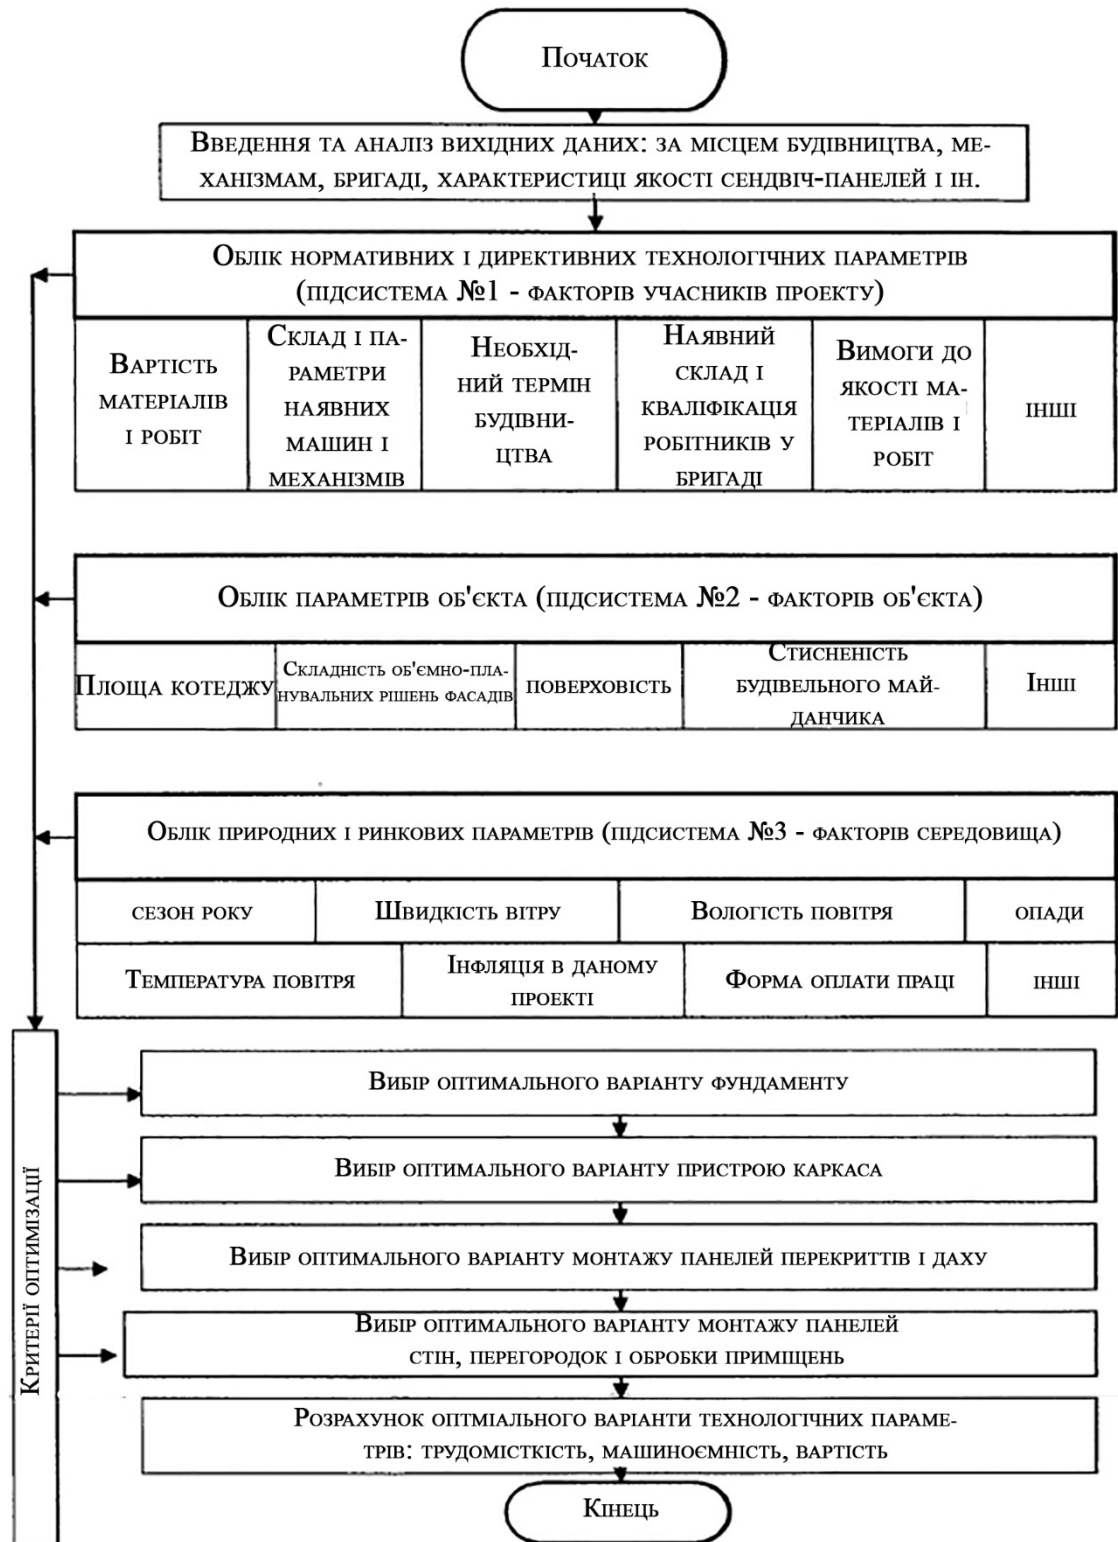 Початок
Введення та аналіз вихідних даних: за місцем будівництва, ме-
ханізмам, бригаді, характеристиці якості сендвіч-панелей і ін.
Облік нормативних і директивних технологічних параметрів
(підсистема №1 - факторів учасників проекту)
Вартість
матеріалів
і робіт
Склад і па-
раметри
наявних
машин і
механізмів
Необхід-
ний термін
будівни-
цтва
Наявний
склад і
кваліфікація
робітників у
бригаді
Вимоги до
якості ма-
теріалів і
робіт
інші
Облік параметрів об'єкта (підсистема №2 - факторів об'єкта)
Площа котеджу
Складність об'ємно-пла-
нувальних рішень фасадів
поверховість
Стисненість
будівельного май-
данчика
Інші
Облік природних і ринкових параметрів (підсистема №3 - факторів середовища)
сезон року
Швидкість вітру
Вологість повітря
опади
Температура повітря
Інфляція в даному
проекті
Форма оплати праці
інші
Критерії оптимізації
Вибір оптимального варіанту фундаменту
Вибір оптимального варіанту пристрою каркаса
Вибір оптимального варіанту монтажу панелей перекриттів і даху
Вибір оптимального варіанту монтажу панелей
стін, перегородок і обробки приміщень
Розрахунок оптміального варіанти технологічних параме-
трів: трудомісткість, машиноємність, вартість
Кінець